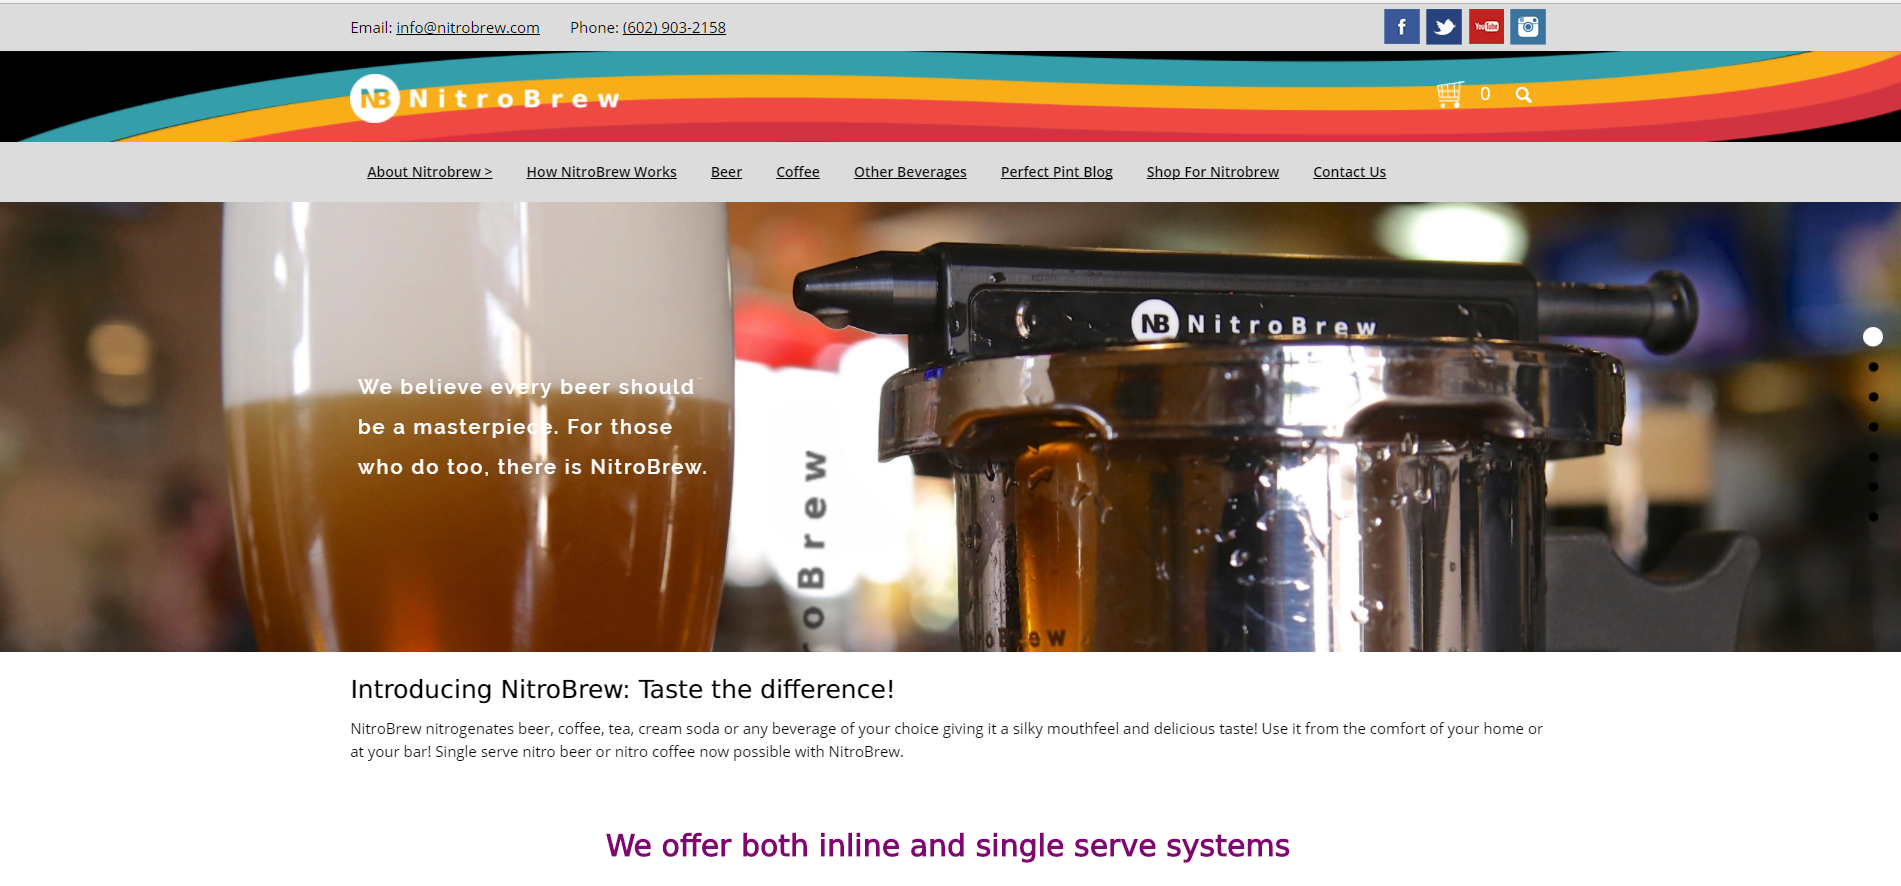 Email: info@nitrobrew.com Phone: (602) 903-2158
f You Tube
NB NitroBrew 0
About Nitrobrew > How NitroBrew Works Beer Coffee Other Beverages Perfect Pint Blog Shop For Nitrobrew Contact Us
NB NitroBrew
We believe every beer should
be a masterpiece. For those
who do too, there is NitroBrew.
roBrew
troBrew
Introducing NitroBrew: Taste the difference!
NitroBrew nitrogenates beer, coffee, tea, cream soda or any beverage of your choice giving it a silky mouthfeel and delicious taste! Use it from the comfort of your home or
at your bar! Single serve nitro beer or nitro coffee now possible with NitroBrew.
We offer both inline and single serve systems